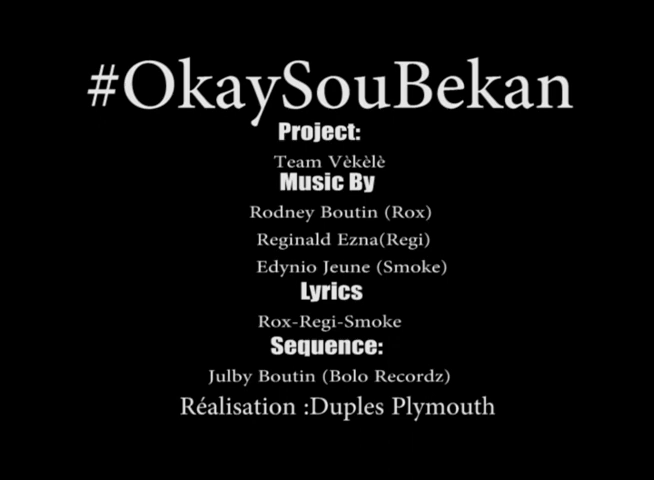 #OkaySouBekan
Project:
Team Vèkèlè
Music By
Rodney Boutin (Rox)
Reginald Ezna(Regi)
Edynio Jeune (Smoke)
Lyrics
Rox-Regi-Smoke
Sequence:
Julby Boutin (Bolo Recordz)
Réalisation :Duples Plymouth